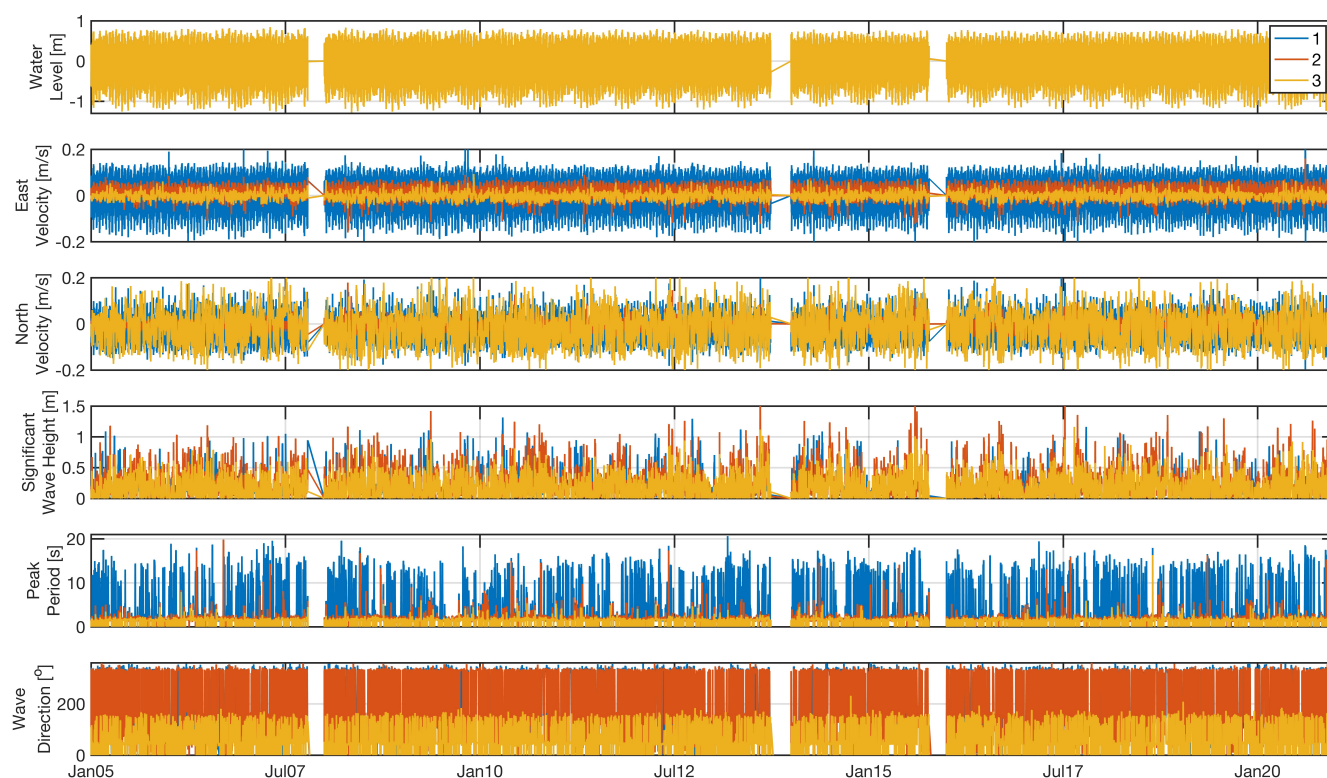 1
0
-1
Water
Level [m]
1
2
3
0.2
0
-0.2
East
Velocity [m/s]
0.2
0
-0.2
North
Velocity [m/s]
1.5
1
0.5
0
Significant
Wave Height [m]
20
10
0
Peak
Period [s]
200
0
Wave
Direction [º]
Jan05
Jul07
Jan10
Jul12
Jan15
Jul17
Jan20